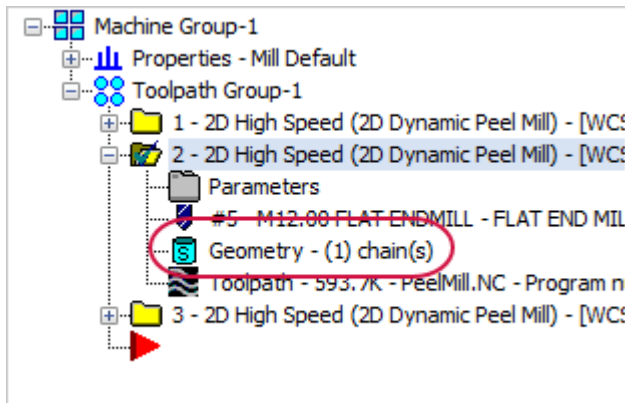 Machine Group-1
Properties - Mill Default
Toolpath Group-1
1 - 2D High Speed (2D Dynamic Peel Mill) - [WCS
2 - 2D High Speed (2D Dynamic Peel Mill) - [WCS
Parameters
#5 - M12.00 FLAT ENDMILL - FLAT END MIL
Geometry - (1) chain(s)
Toolpath - 593.7K - PeelMill.NC - Program n
3 - 2D High Speed (2D Dynamic Peel Mill) - [WCS